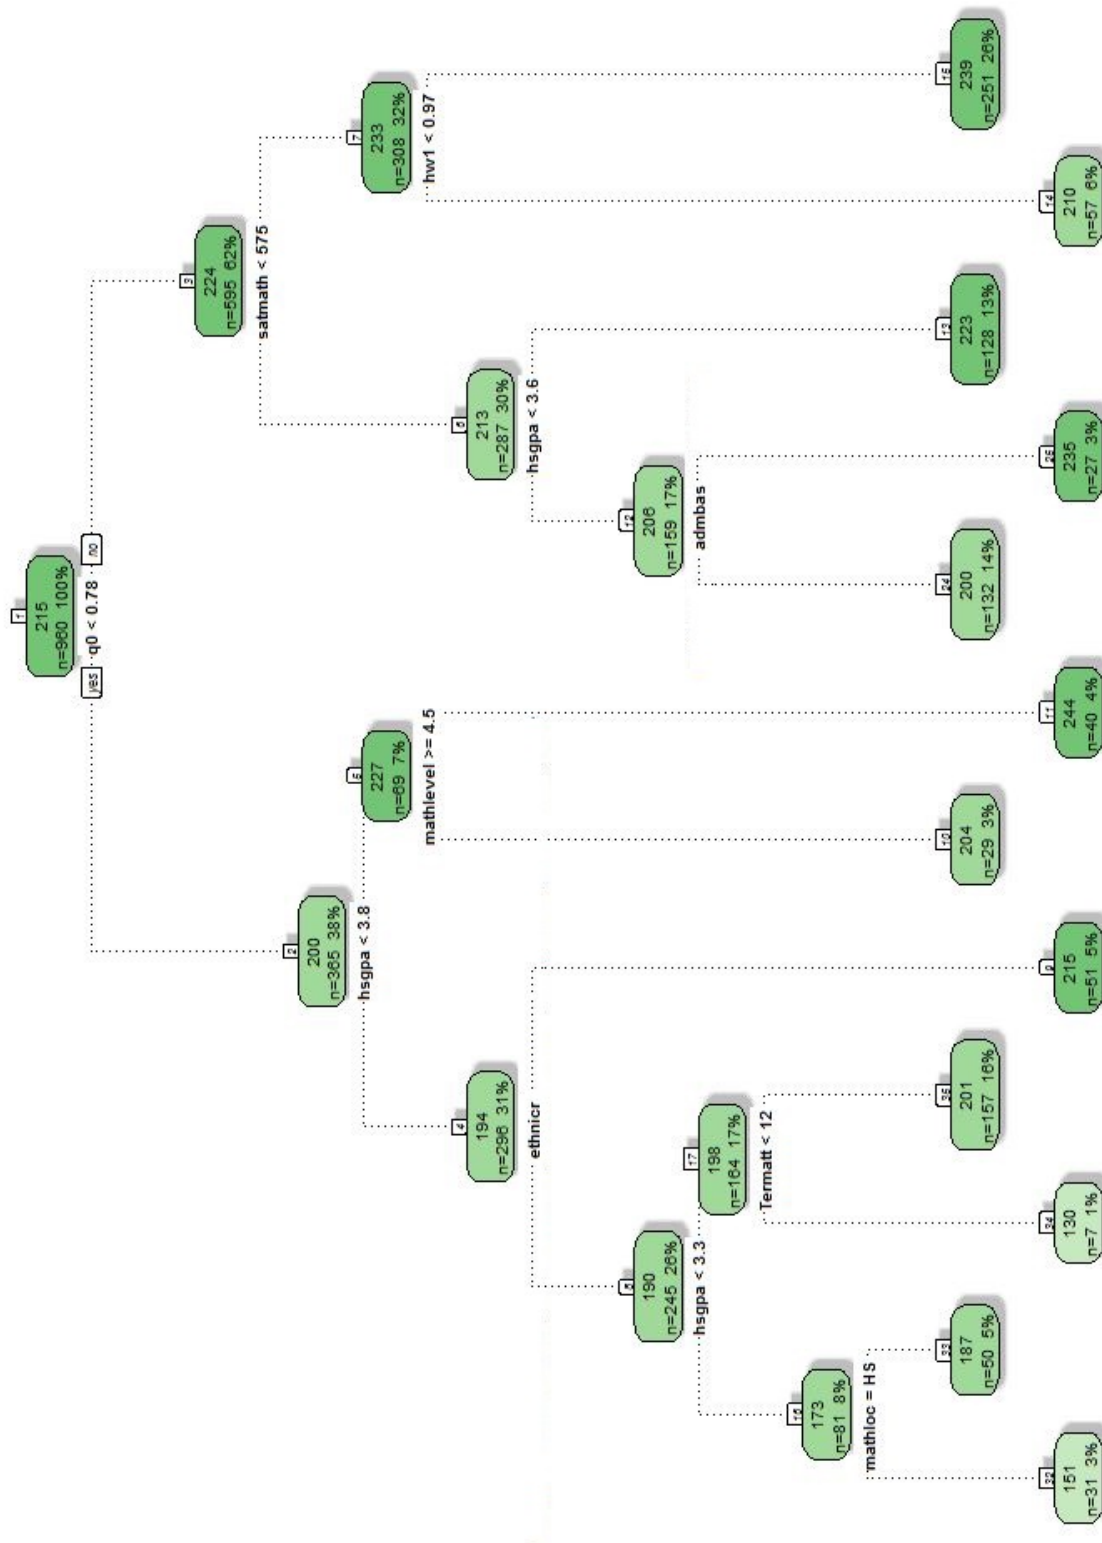 1
215
n=960 100%
yes
q0 < 0.78
no
3
224
n=595 62%
satmath < 575
2
200
n=365 38%
hsgpa < 3.8
5
227
n=69 7%
mathlevel >= 4.5
7
233
n=308 32%
hw1 < 0.97
4
194
n=296 31%
ethnicr
6
213
n=287 30%
hsgpa < 3.6
8
190
n=245 26%
hsgpa < 3.3
17
198
n=164 17%
Termatt < 12
12
206
n=159 17%
admbas
16
173
n=81 8%
mathloc = HS
33
187
n=50 5%
35
201
n=157 16%
10
204
n=29 3%
24
200
n=132 14%
13
223
n=128 13%
15
239
n=251 26%
32
151
n=31 3%
34
130
n=7 1%
9
215
n=51 5%
11
244
n=40 4%
25
235
n=27 3%
14
210
n=57 6%